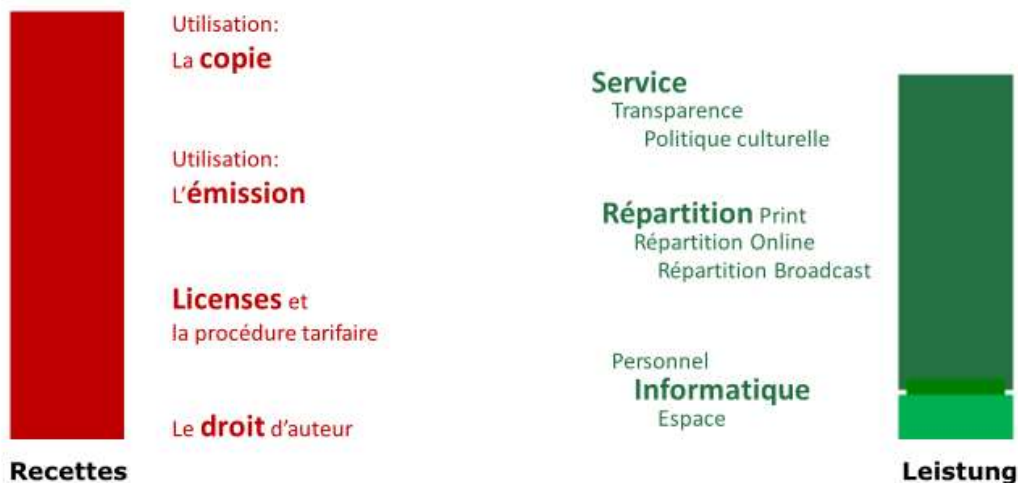 Utilisation:
La copie
Utilisation:
L'émission
Licenses et
la procédure tarifaire
Le droit d'auteur
Recettes
Service
Transparence
Politique culturelle
Répartition Print
Répartition Online
Répartition Broadcast
Personnel
Informatique
Espace
Leistung